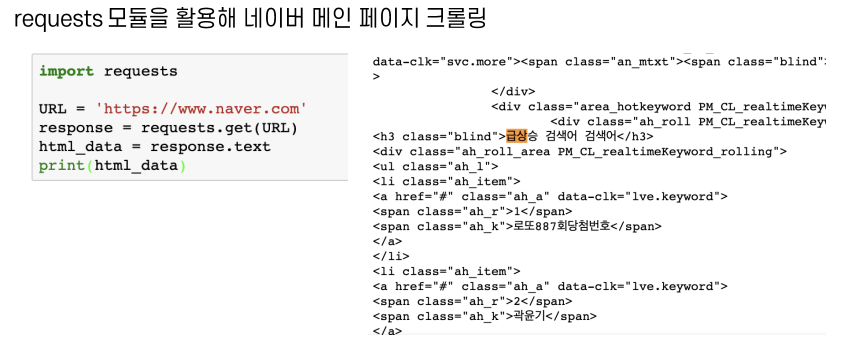 requests 모듈을 활용해 네이버 메인 페이지 크롤링
import requests
URL = 'https://www.naver.com'
response = requests.get(URL)
html_data = response.text
print(html_data)
data-clk="svc.more"><span class="an_mtxt"><span class="blind"
>
</div>
<div class="area_hotkeyword PM_CL_realtimeKey
<div class="ah_roll PM_CL_realtimeKeyw
<h3 class="blind">급상승 검색어 검색어</h3>
<div class="ah_roll_area PM_CL_realtimeKeyword_rolling">
<ul class="ah_l">
<li class="ah_item">
<a href="#" class="ah_a" data-clk="lve.keyword">
<span class="ah_r">1</span>
<span class="ah_k">로또887회당첨번호</span>
</a>
</li>
<li class="ah_item">
<a href="#" class="ah_a" data-clk="lve.keyword">
<span class="ah_r">2</span>
<span class="ah_k">곽윤기</span>
</a>